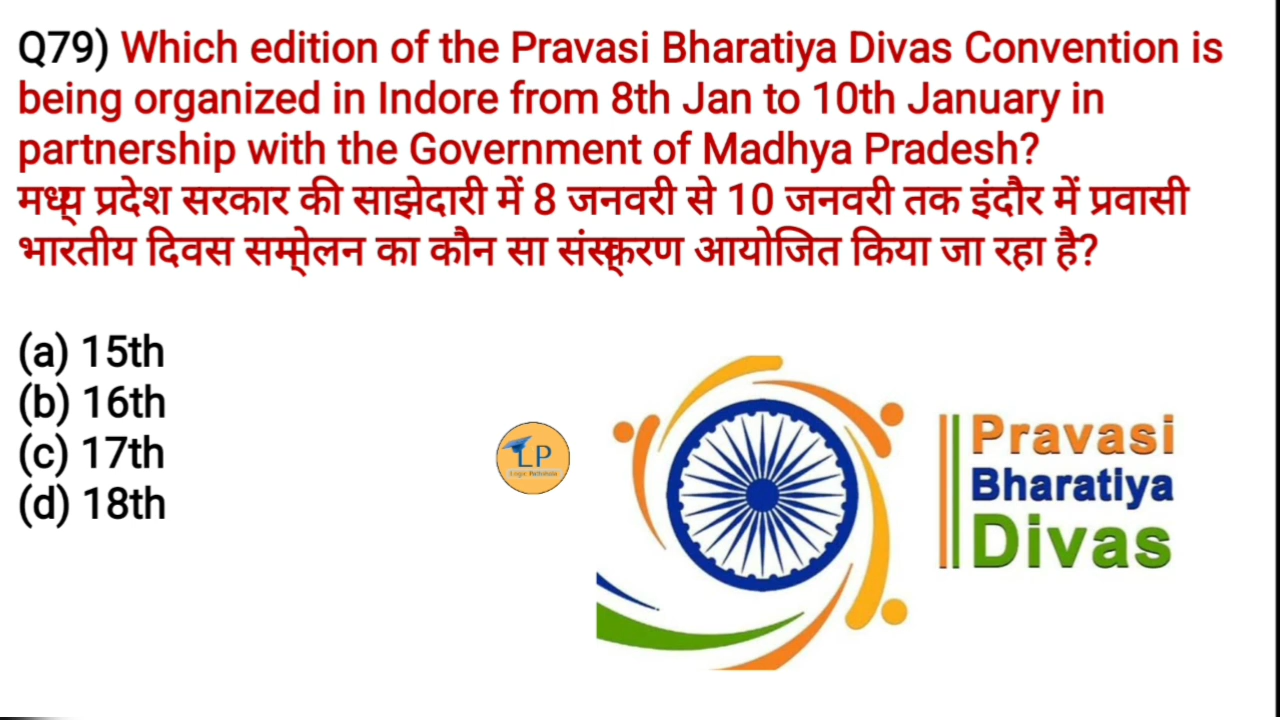 Q79) Which edition of the Pravasi Bharatiya Divas Convention is
being organized in Indore from 8th Jan to 10th January in
partnership with the Government of Madhya Pradesh?
मध्य प्रदेश सरकार की साझेदारी में 8 जनवरी से 10 जनवरी तक इंदौर में प्रवासी
भारतीय दिवस सम्मेलन का कौन सा संस्करण आयोजित किया जा रहा है?
(a) 15th
(b) 16th
(c) 17th
(d) 18th
LP
Pravasi
Bharatiya
Divas